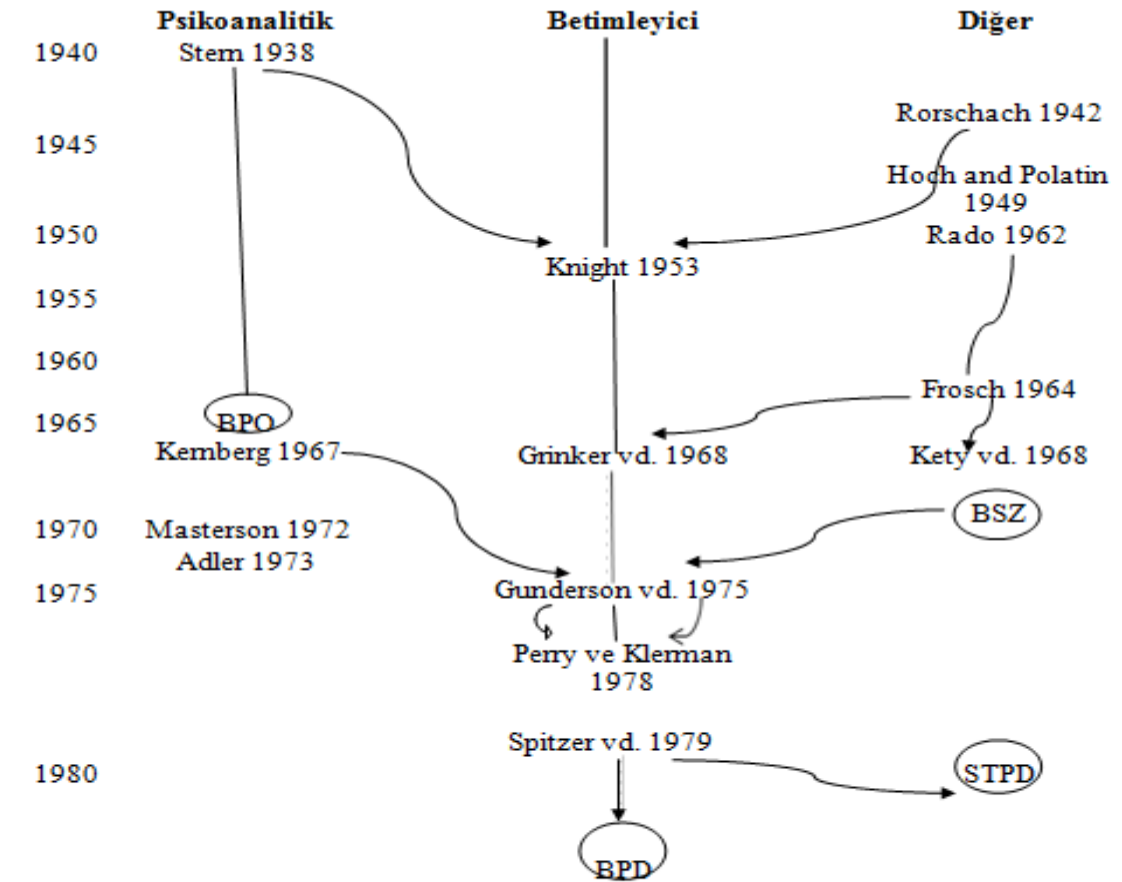 Psikoanalitik Betimleyici Diğer
1940 Stern 1938
Rorschach 1942
1945
Hoch and Polatin
1949
1950 Rado 1962
Knight 1953
1955
1960
Frosch 1964
1965 BPO
Kernberg 1967 Grinker vd. 1968 Kety vd. 1968
BSZ
1970 Masterson 1972
Adler 1973
1975 Gunderson vd. 1975
Perry ve Klerman
1978
Spitzer vd. 1979
1980 STPD
BPD